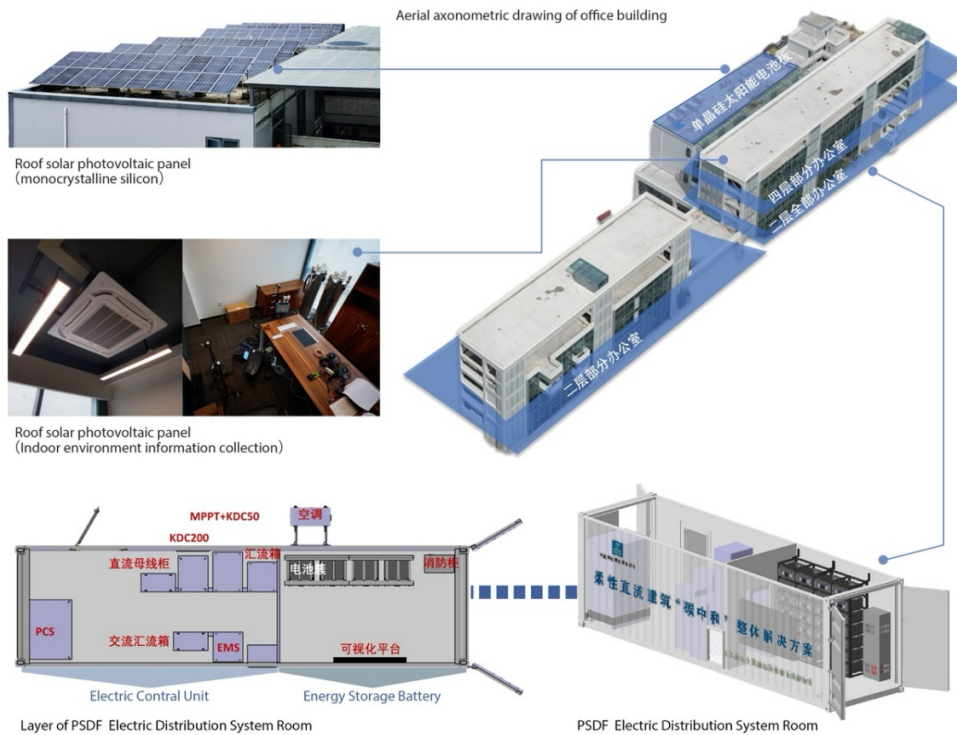 Aerial axonometric drawing of office building
单晶硅太阳能电池板
四层部分办公室
二层全部办公室
Roof solar photovoltaic panel
(monocrystalline silicon)
二层部分办公室
Roof solar photovoltaic panel
(Indoor environment information collection)
MPPT+KDC50
空调
KDC200
汇流箱
直流母线柜
电池簇
消防柜
PCS
交流汇流箱
EMS
可视化平台
柔性直流建筑“碳中和”整体解决方案
Electric Contral Unit
Energy Storage Battery
Layer of PSDF Electric Distribution System Room
PSDF Electric Distribution System Room